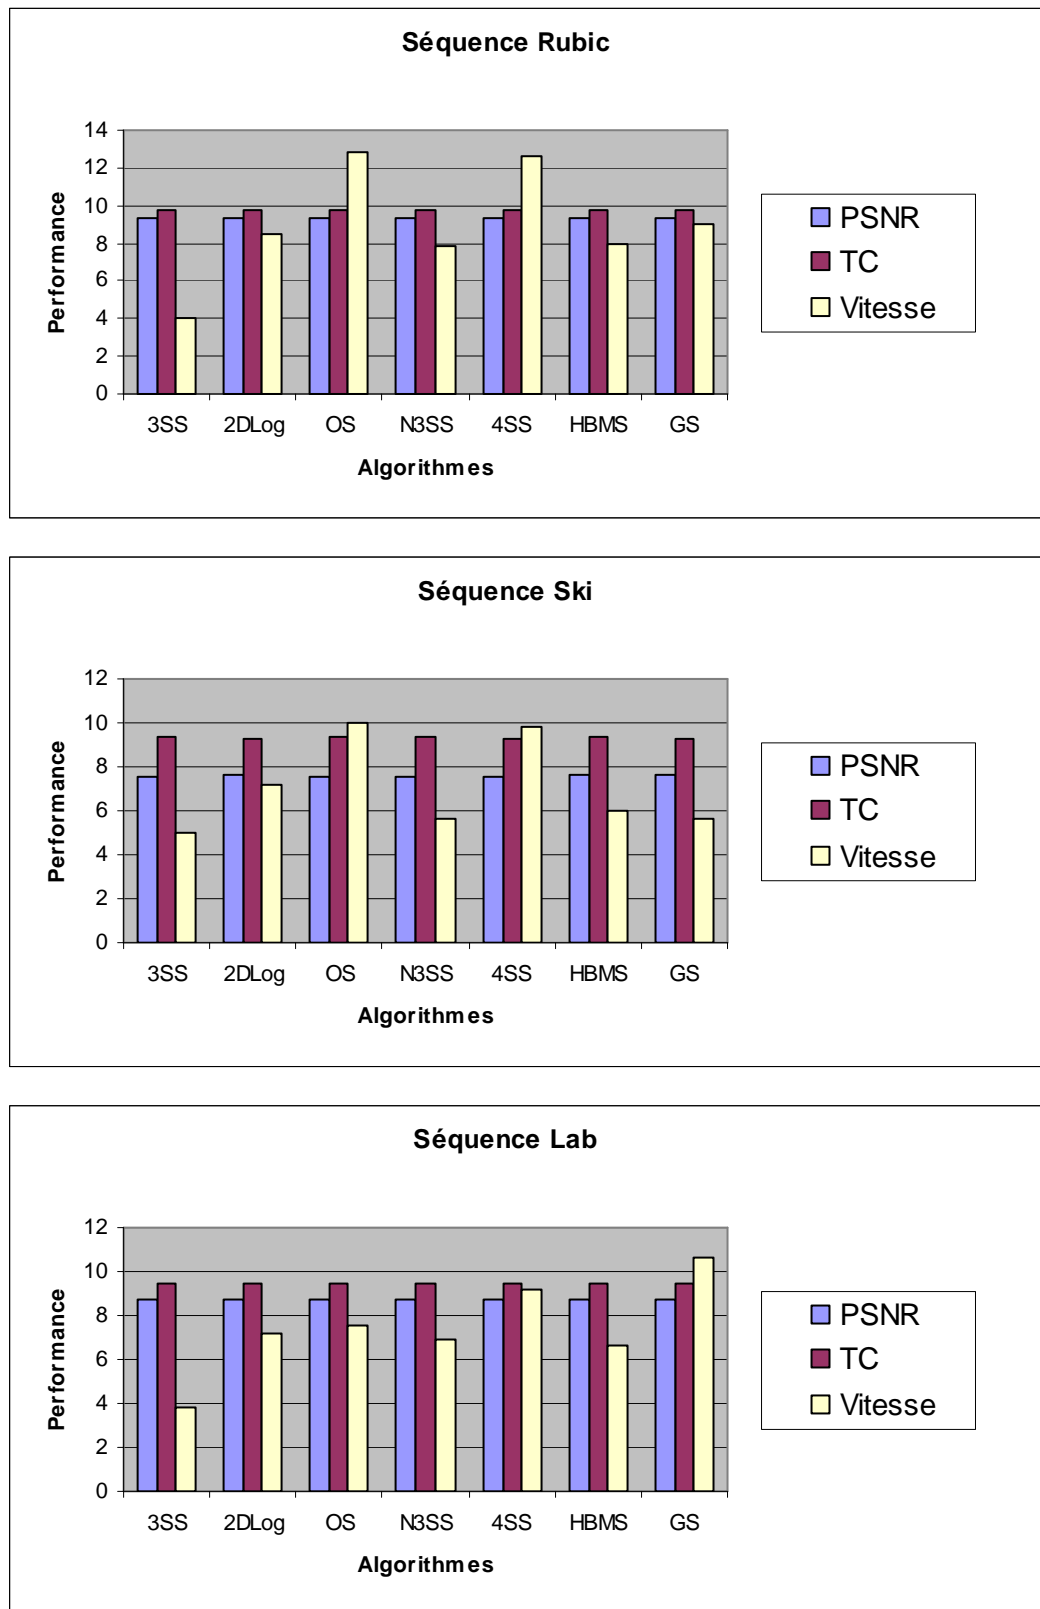 Séquence Rubic
14
12
10
8
6
4
2
0
Performance
3SS 2DLog OS N3SS 4SS HBMS GS
Algorithmes
PSNR
TC
Vitesse
Séquence Ski
12
10
8
6
4
2
0
Performance
3SS 2DLog OS N3SS 4SS HBMS GS
Algorithmes
PSNR
TC
Vitesse
Séquence Lab
12
10
8
6
4
2
0
Performance
3SS 2DLog OS N3SS 4SS HBMS GS
Algorithmes
PSNR
TC
Vitesse